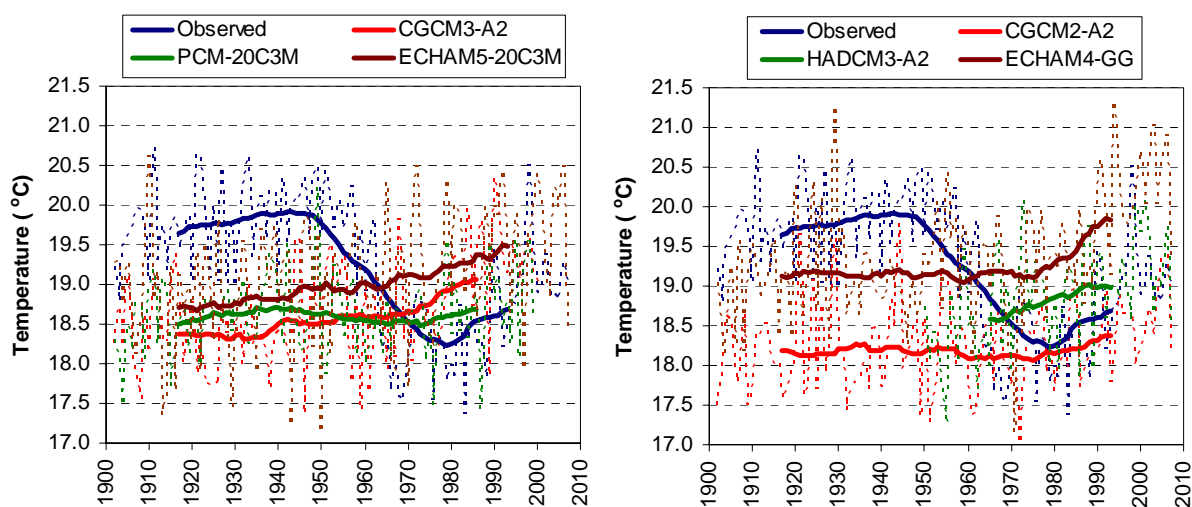 Observed CGCM3-A2
PCM-20C3M ECHAM5-20C3M
Temperature ( °C)
21.5
21.0
20.5
20.0
19.5
19.0
18.5
18.0
17.5
17.0
1900 1910 1920 1930 1940 1950 1960 1970 1980 1990 2000 2010
Observed CGCM2-A2
HADCM3-A2 ECHAM4-GG
Temperature ( °C)
21.5
21.0
20.5
20.0
19.5
19.0
18.5
18.0
17.5
17.0
1900 1910 1920 1930 1940 1950 1960 1970 1980 1990 2000 2010